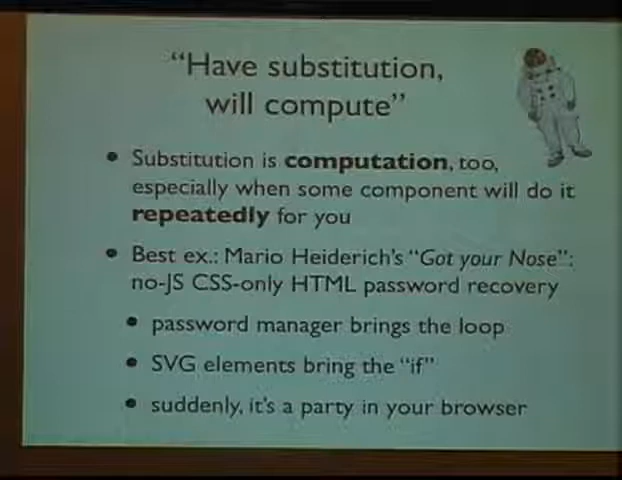 “Have substitution,
will compute”
• Substitution is computation, too,
especially when some component will do it
repeatedly for you
• Best ex.: Mario Heiderich's “Got your Nose”:
no-JS CSS-only HTML password recovery
• password manager brings the loop
• SVG elements bring the “if”
• suddenly, it's a party in your browser